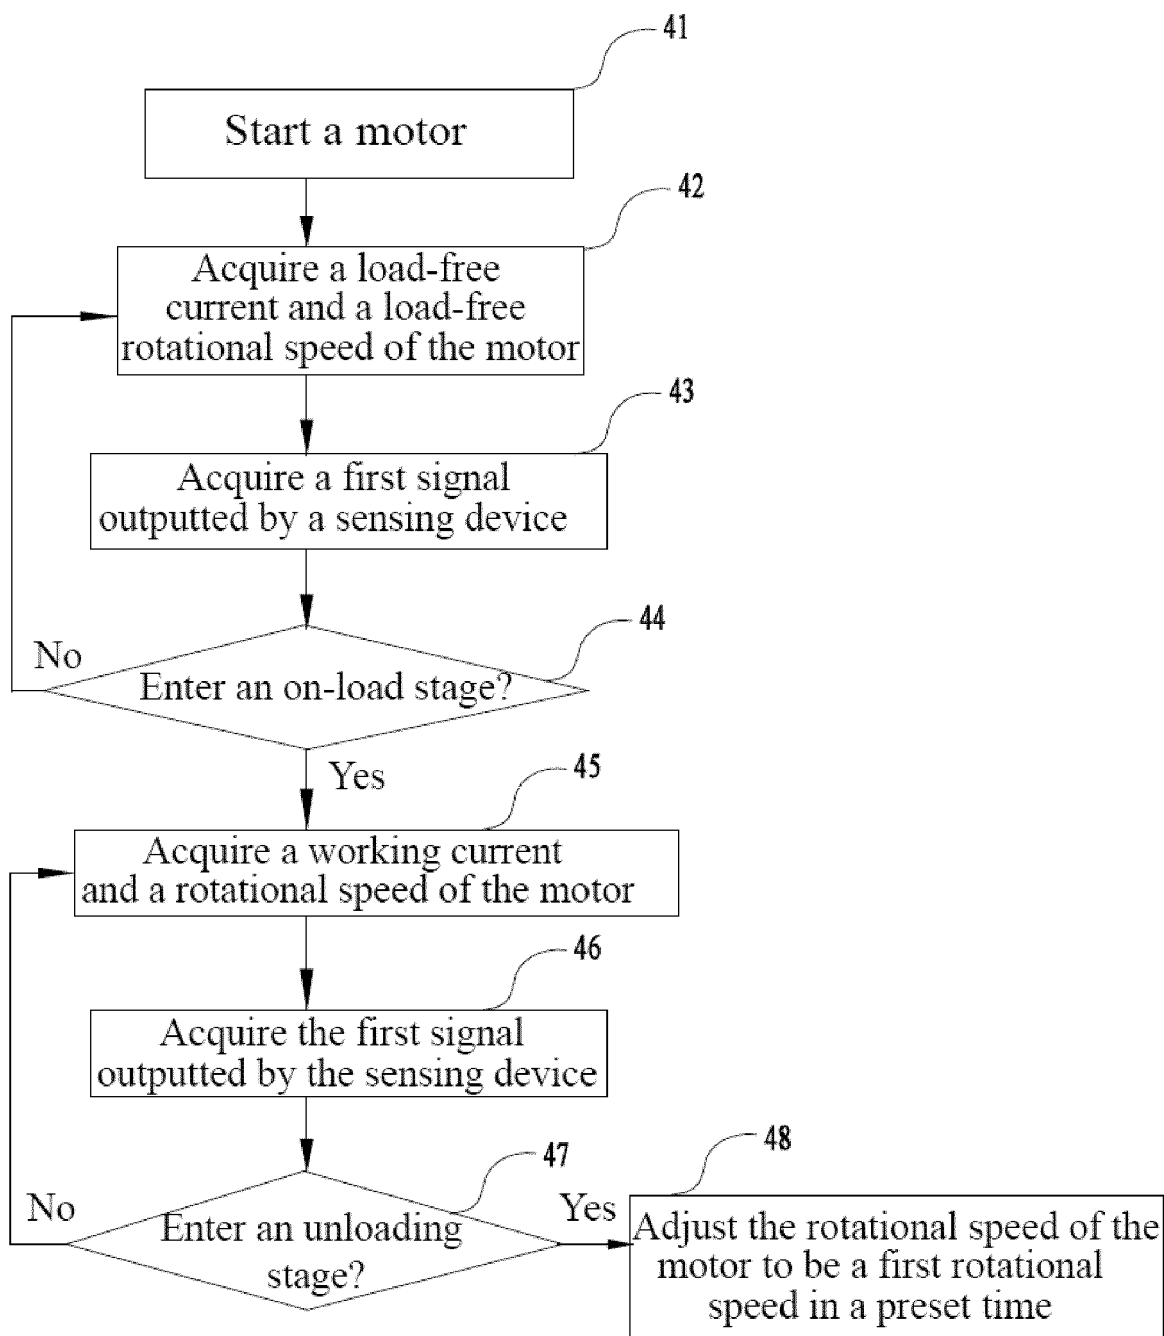 41
Start a motor
42
Acquire a load-free
current and a load-free
rotational speed of the motor
43
Acquire a first signal
outputted by a sensing device
44
No
Enter an on-load stage?
Yes
45
Acquire a working current
and a rotational speed of the motor
46
Acquire the first signal
outputted by the sensing device
47
48
No
Enter an unloading
stage?
Yes
Adjust the rotational speed of the
motor to be a first rotational
speed in a preset time